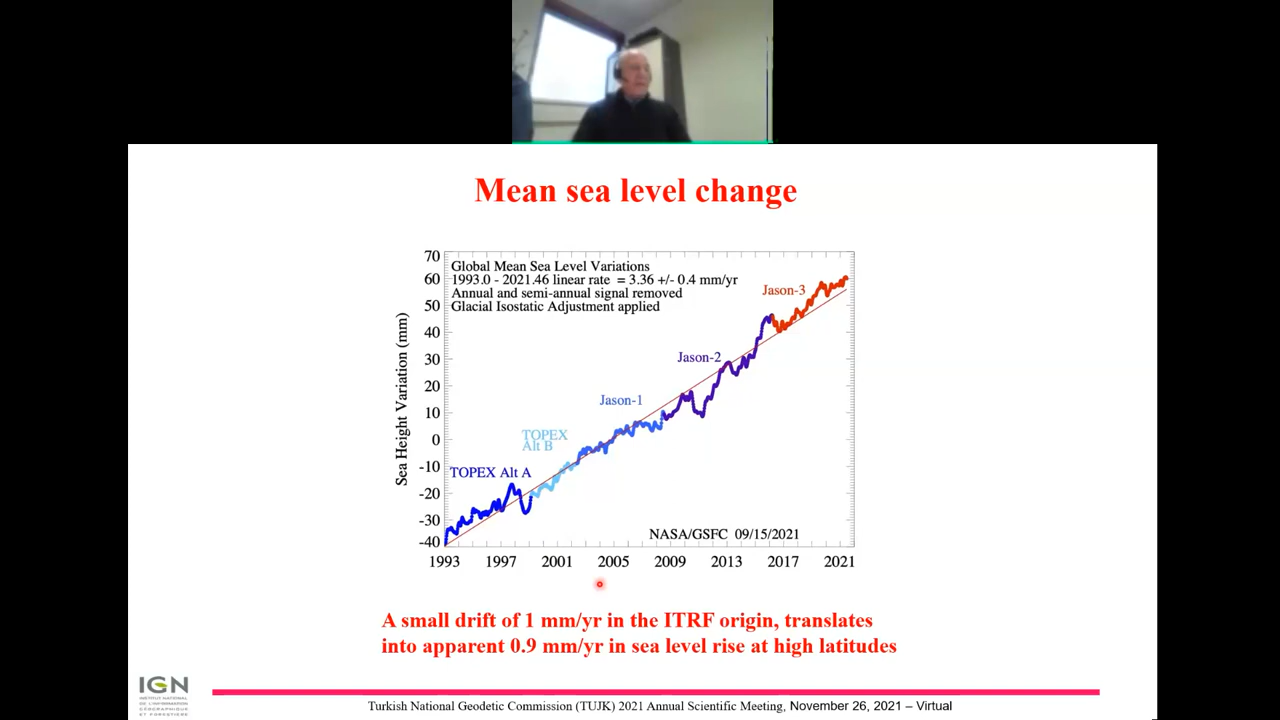 Mean sea level change
70
60
50
40
30
20
10
0
-10
-20
-30
-40
Sea Height Variation (mm)
Global Mean Sea Level Variations
1993.0 - 2021.46 linear rate = 3.36 +/- 0.4 mm/yr
Annual and semi-annual signal removed
Glacial Isostatic Adjustment applied
Jason-3
Jason-2
Jason-1
TOPEX
Alt B
TOPEX Alt A
NASA/GSFC 09/15/2021
1993 1997 2001 2005 2009 2013 2017 2021
A small drift of 1 mm/yr in the ITRF origin, translates
into apparent 0.9 mm/yr in sea level rise at high latitudes
IGN
INSTITUT NATIONAL
DE L'INFORMATION
GÉOGRAPHIQUE
ET FORESTIÈRE
Turkish National Geodetic Commission (TUJK) 2021 Annual Scientific Meeting, November 26, 2021 – Virtual